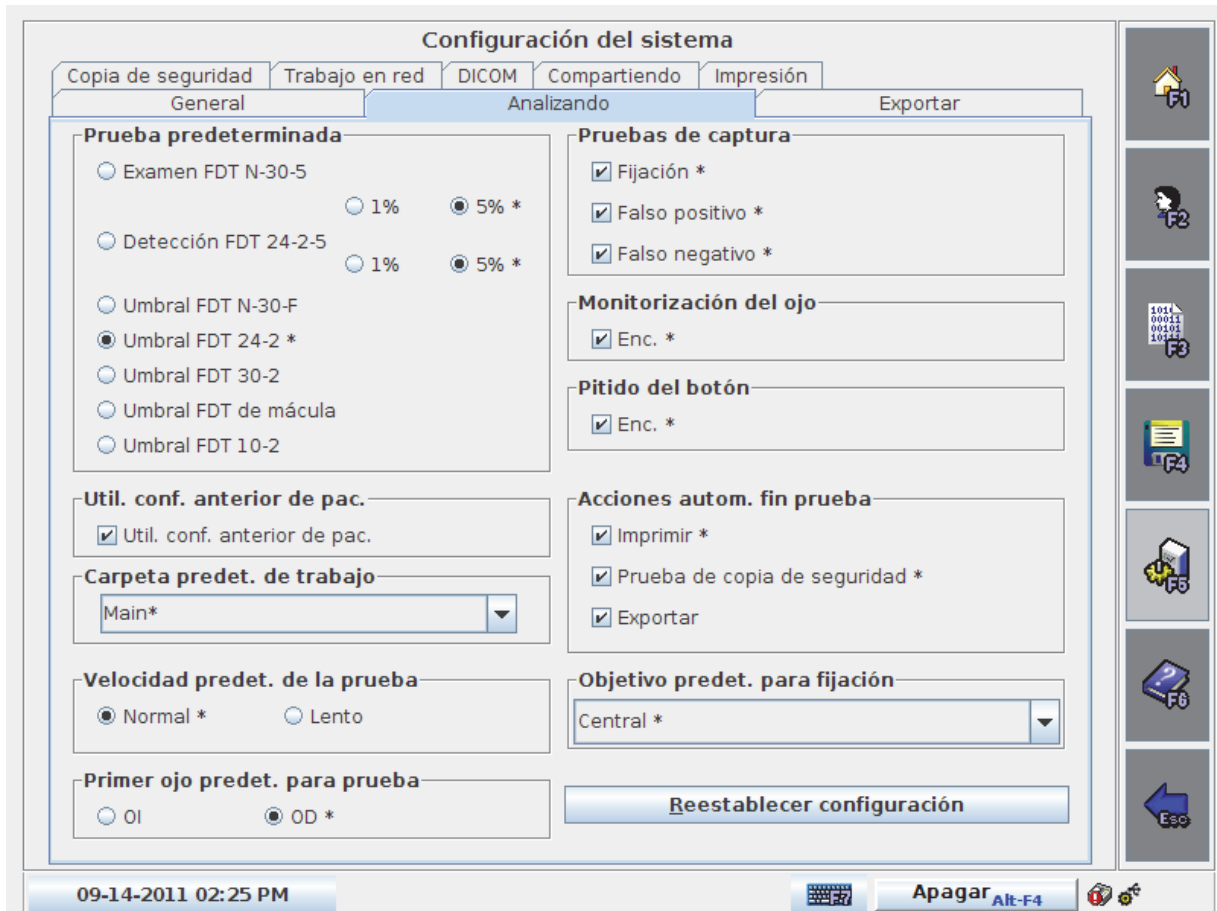 Configuración del sistema
Copia de seguridad
Trabajo en red
DICOM
Compartiendo
Impresión
General
Analizando
Exportar
Prueba predeterminada
Examen FDT N-30-5
1%
5% *
Detección FDT 24-2-5
1%
5% *
Umbral FDT N-30-F
Umbral FDT 24-2 *
Umbral FDT 30-2
Umbral FDT de mácula
Umbral FDT 10-2
Util. conf. anterior de pac.
Util. conf. anterior de pac.
Carpeta predet. de trabajo
Main*
Velocidad predet. de la prueba
Normal *
Lento
Primer ojo predet. para prueba
OI
OD *
Pruebas de captura
Fijación *
Falso positivo *
Falso negativo *
Monitorización del ojo
Enc. *
Pitido del botón
Enc. *
Acciones autom. fin prueba
Imprimir *
Prueba de copia de seguridad *
Exportar
Objetivo predet. para fijación
Central *
Reestablecer configuración
F1
F2
F3
F4
F5
F6
Esc
09-14-2011 02:25 PM
F7
Apagar Alt-F4